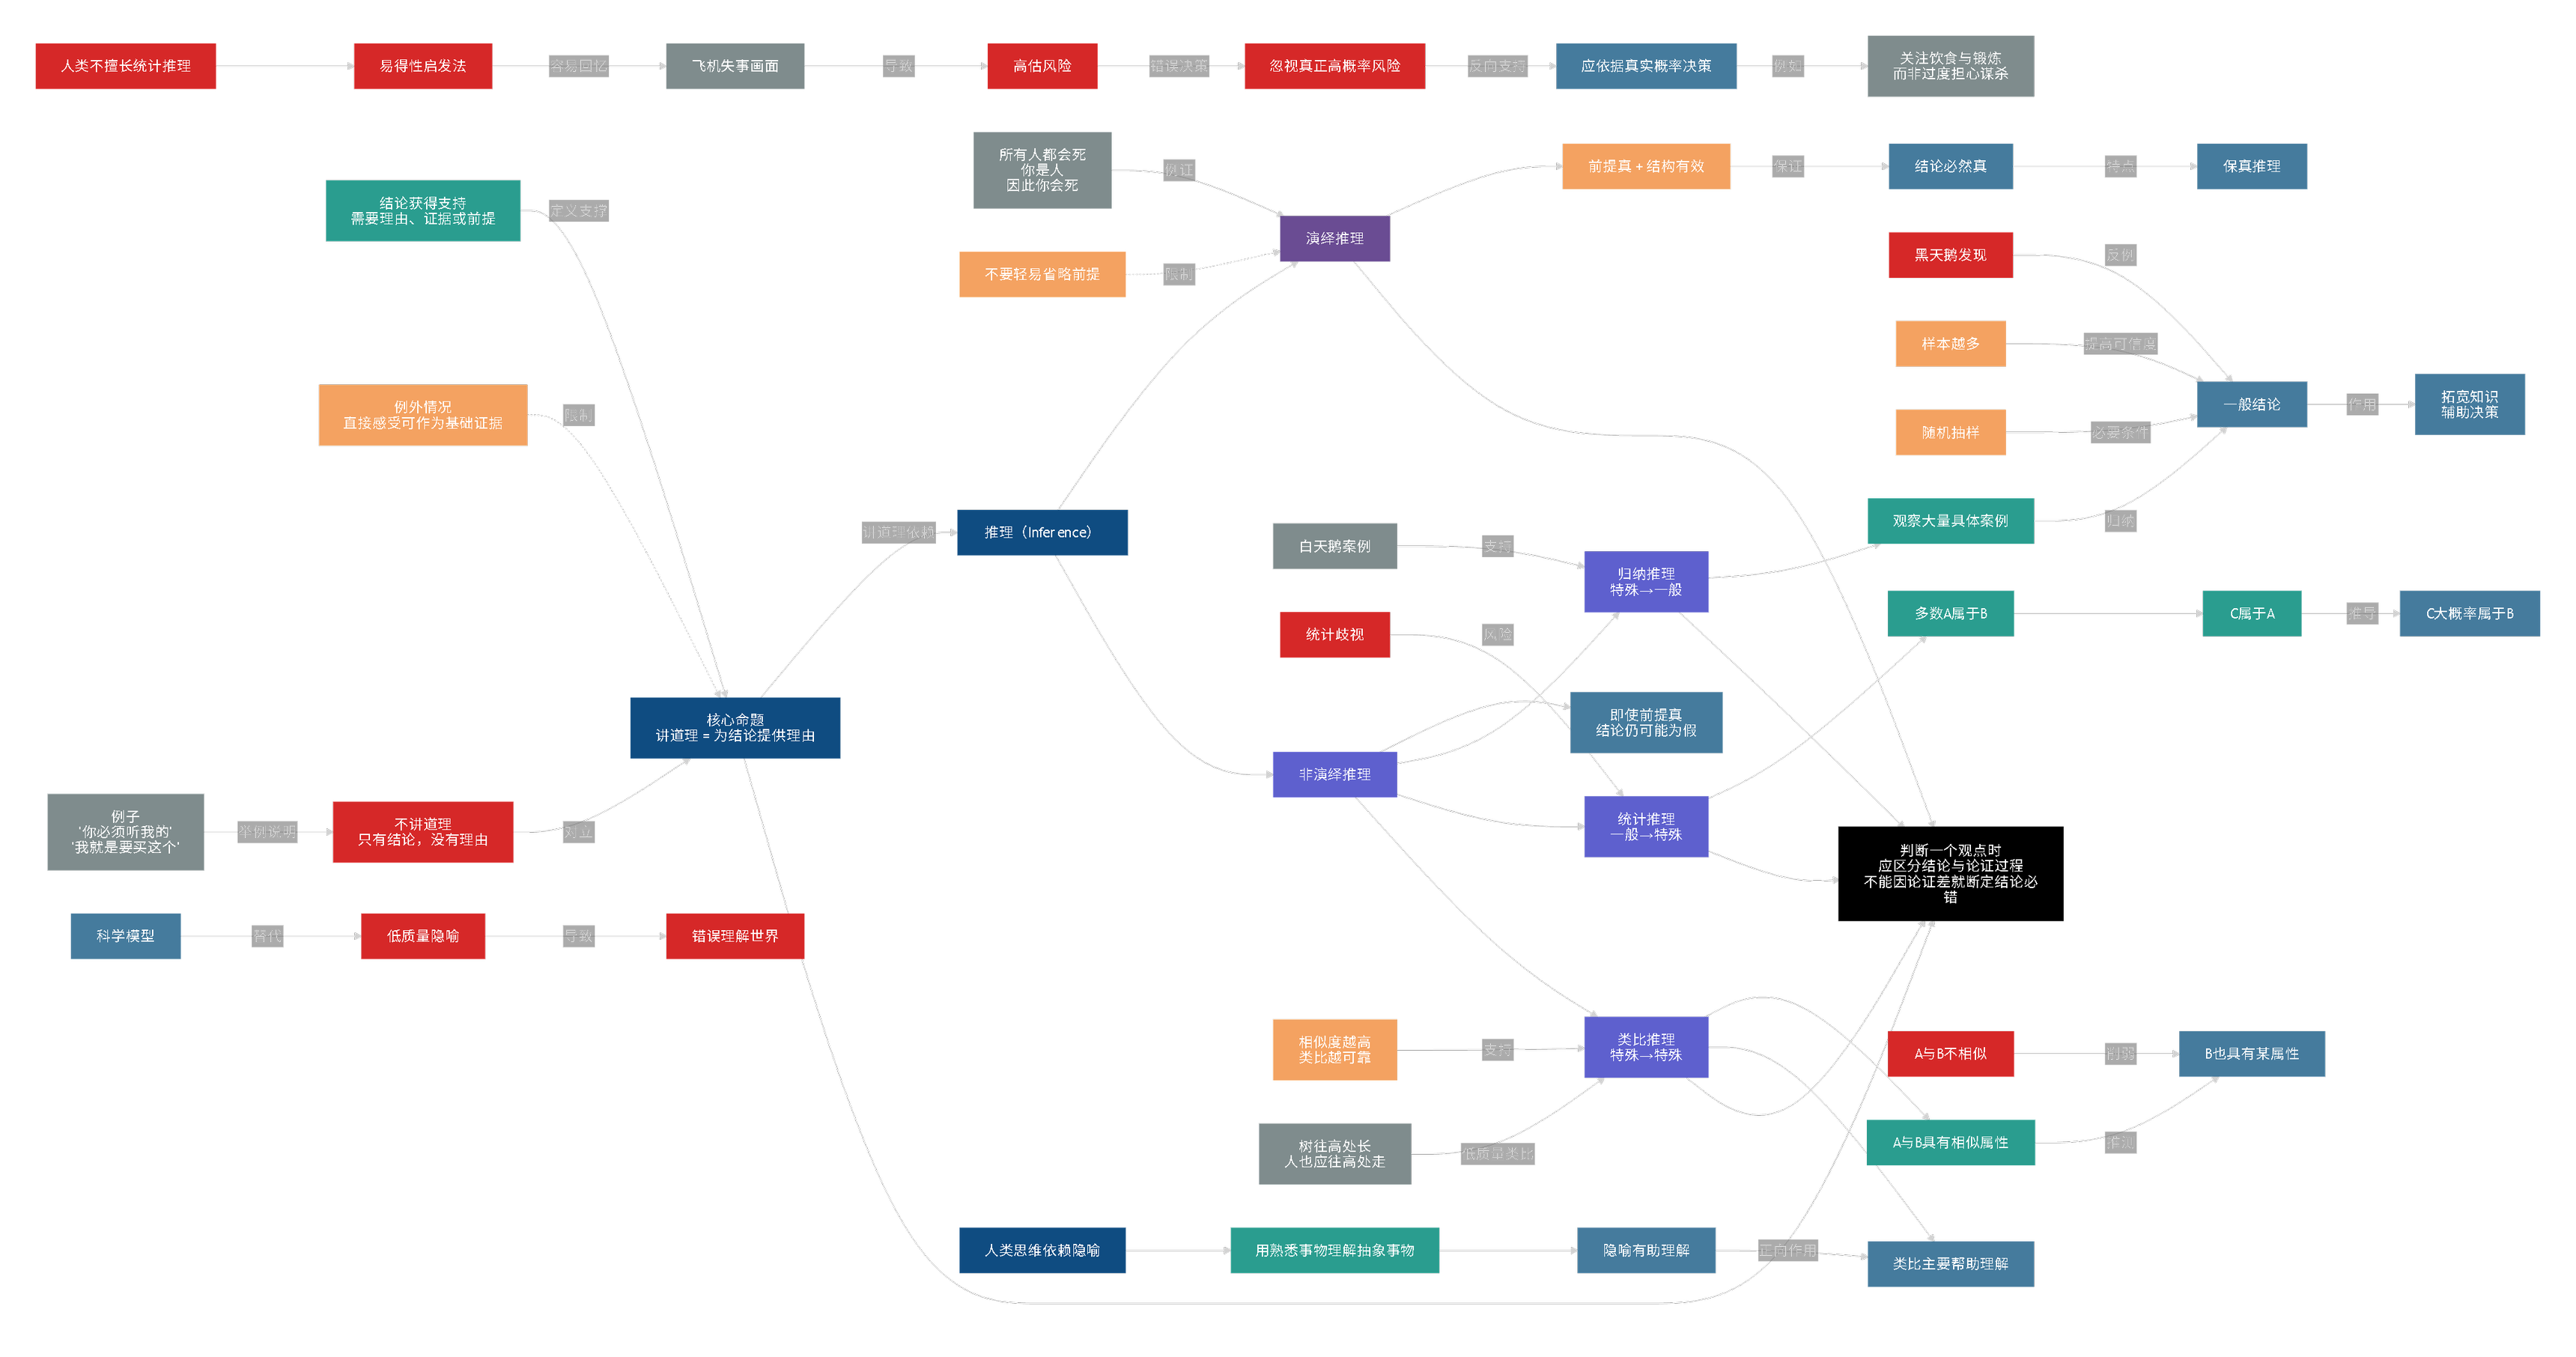 人类不擅长统计推理
易得性启发法
容易回忆
飞机失事画面
导致
高估风险
错误决策
忽视真正高概率风险
反向支持
应依据真实概率决策
例如
关注饮食与锻炼
而非过度担心谋杀
所有人都会死
你是人
因此你会死
例证
前提真 + 结构有效
保证
结论必然真
特点
保真推理
结论获得支持
需要理由、证据或前提
定义支撑
演绎推理
不要轻易省略前提
限制
黑天鹅发现
反例
样本越多
提高可信度
例外情况
直接感受可作为基础证据
限制
随机抽样
必要条件
一般结论
作用
拓宽知识
辅助决策
讲道理依赖
推理（Inference）
观察大量具体案例
归纳
白天鹅案例
支持
归纳推理
特殊→一般
统计歧视
风险
多数A属于B
C属于A
推导
C大概率属于B
核心命题
讲道理 = 为结论提供理由
即使前提真
结论仍可能为假
非演绎推理
统计推理
一般→特殊
例子
'你必须听我的'
'我就是要买这个'
举例说明
不讲道理
只有结论，没有理由
对立
判断一个观点时
应区分结论与论证过程
不能因论证差就断定结论必
错
科学模型
替代
低质量隐喻
导致
错误理解世界
相似度越高
类比越可靠
支持
类比推理
特殊→特殊
A与B不相似
削弱
B也具有某属性
树往高处长
人也应往高处走
低质量类比
A与B具有相似属性
推测
人类思维依赖隐喻
用熟悉事物理解抽象事物
隐喻有助理解
正向作用
类比主要帮助理解